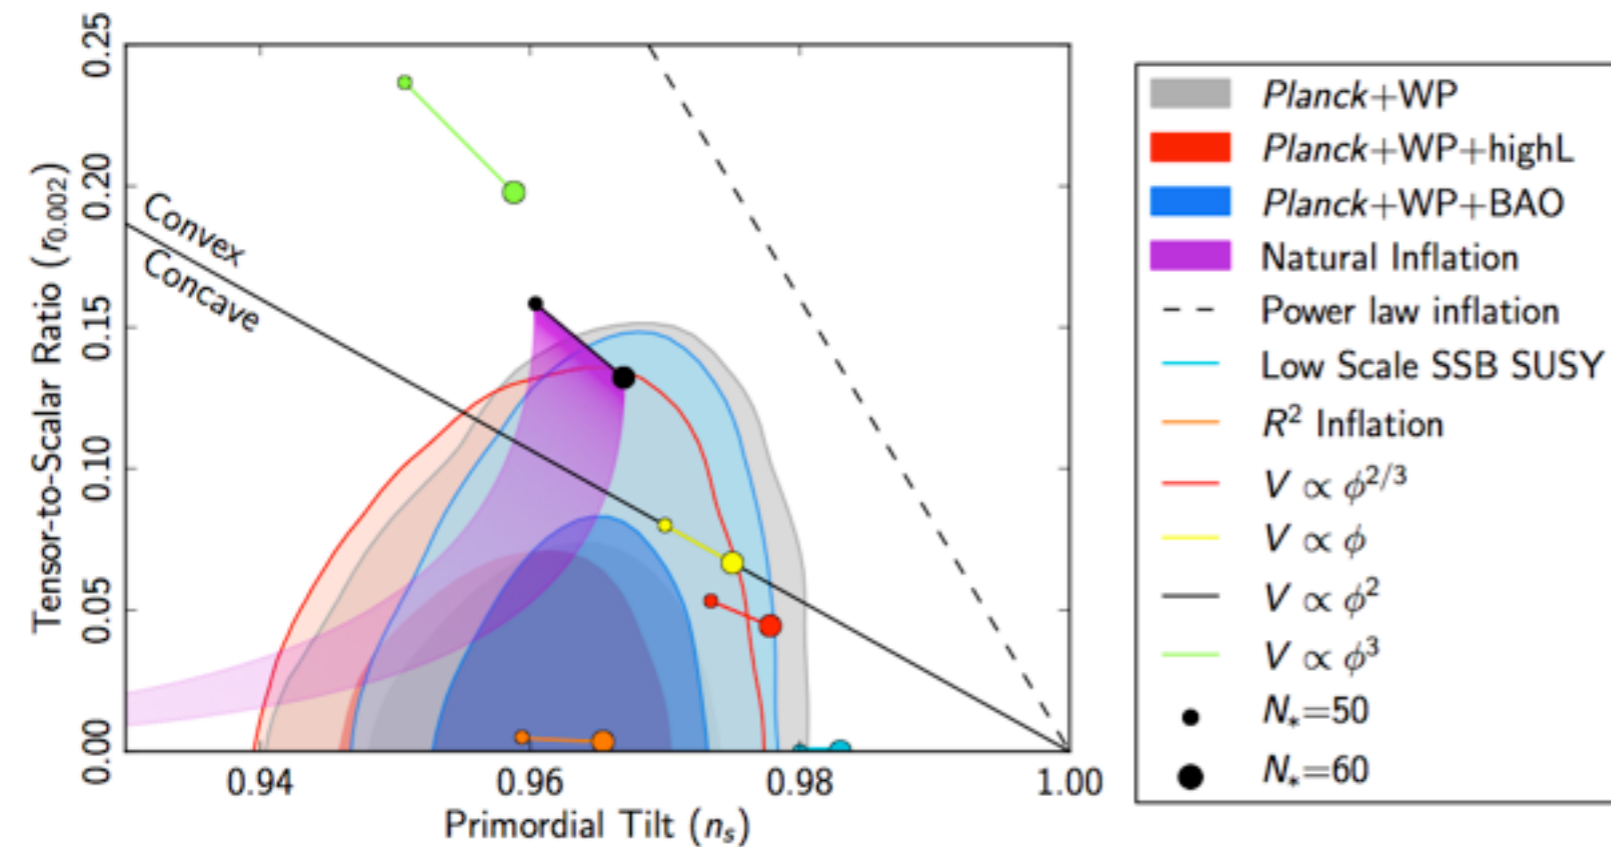 0.25
0.20
0.15
0.10
0.05
0.00
Tensor-to-Scalar Ratio (r0.002)
Convex
Concave
0.94 0.96 0.98 1.00
Primordial Tilt (ns)
Planck+WP
Planck+WP+highL
Planck+WP+BAO
Natural Inflation
Power law inflation
Low Scale SSB SUSY
R² Inflation
V ∝ φ^{2/3}
V ∝ φ
V ∝ φ²
V ∝ φ³
N*=50
N*=60